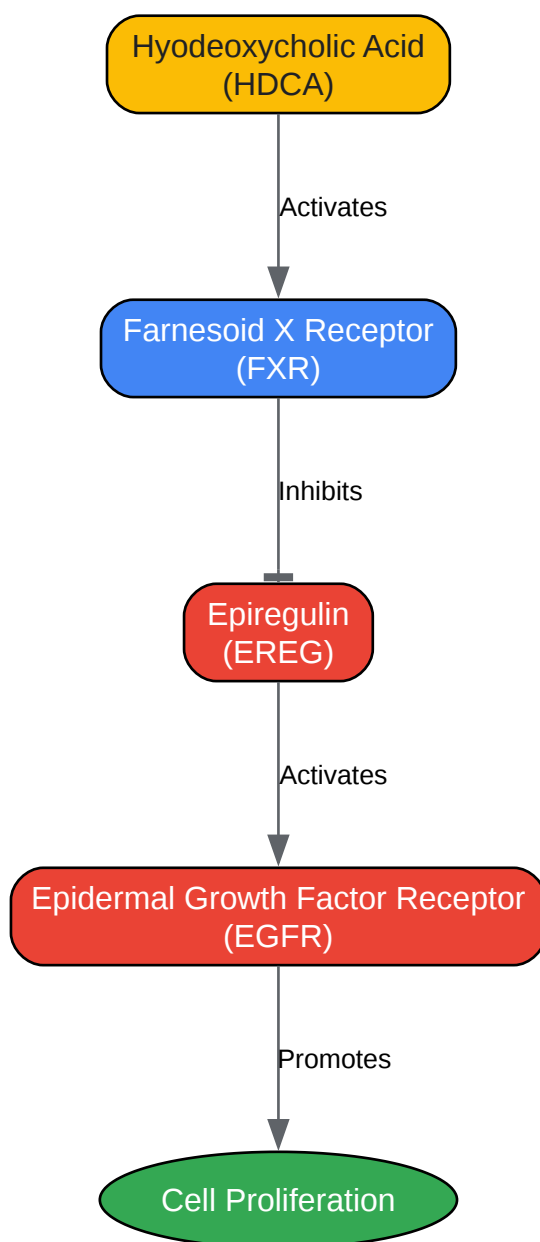 Hyodeoxycholic Acid
(HDCA)
Activates
Farnesoid X Receptor
(FXR)
Inhibits
Epiregulin
(EREG)
Activates
Epidermal Growth Factor Receptor
(EGFR)
Promotes
Cell Proliferation